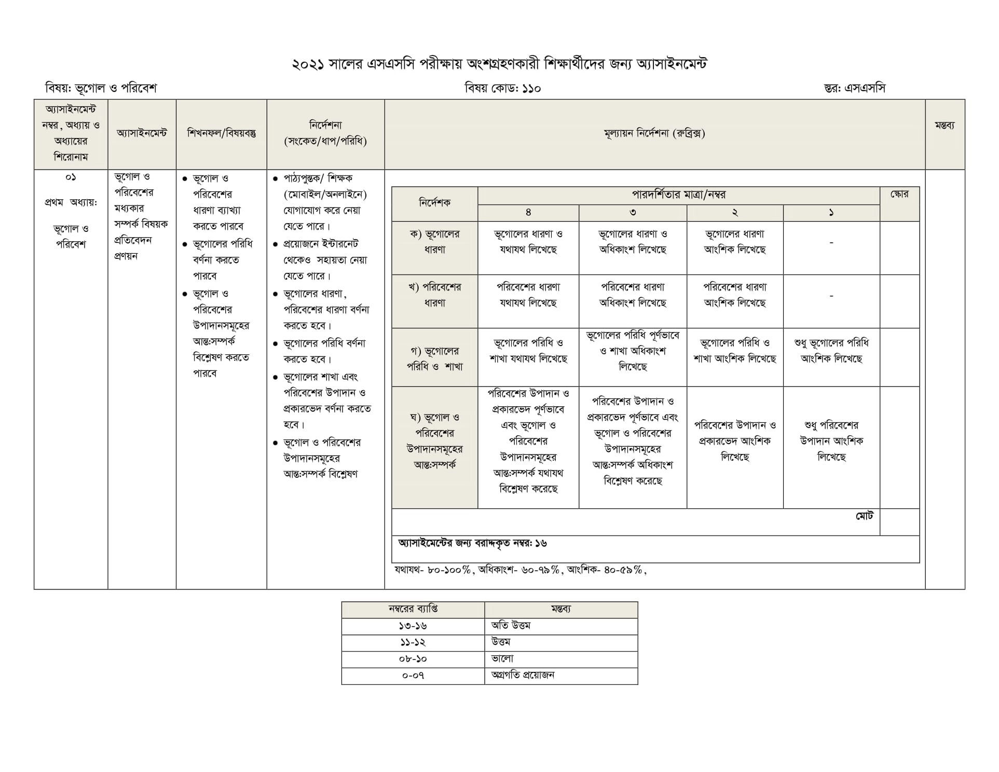 ২০২১ সালের এসএসসি পরীক্ষায় অংশগ্রহণকারী শিক্ষার্থীদের জন্য অ্যাসাইনমেন্ট
বিষয়: ভূগোল ও পরিবেশ
বিষয় কোড: ১১০
স্তর: এসএসসি
অ্যাসাইনমেন্ট
নম্বর, অধ্যায় ও
অধ্যায়ের
শিরোনাম
অ্যাসাইনমেন্ট
শিখনফল/বিষয়বস্তু
নির্দেশনা
(সংকেত/ধাপ/পরিধি)
মূল্যায়ন নির্দেশনা (রুব্রিক্স)
মন্তব্য
০১
প্রথম অধ্যায়:
ভূগোল ও
পরিবেশ
ভূগোল ও
পরিবেশের
মধ্যকার
সম্পর্ক বিষয়ক
প্রতিবেদন
প্রণয়ন
● ভূগোল ও
পরিবেশের
ধারণা ব্যাখ্যা
করতে পারবে
● ভূগোলের পরিধি
বর্ণনা করতে
পারবে
● ভূগোল ও
পরিবেশের
উপাদানসমূহের
আন্ত:সম্পর্ক
বিশ্লেষণ করতে
পারবে
● পাঠ্যপুস্তক/ শিক্ষক
(মোবাইল/অনলাইনে)
যোগাযোগ করে নেয়া
যেতে পারে।
● প্রয়োজনে ইন্টারনেট
থেকেও সহায়তা নেয়া
যেতে পারে।
● ভূগোলের ধারণা,
পরিবেশের ধারণা বর্ণনা
করতে হবে।
● ভূগোলের পরিধি বর্ণনা
করতে হবে।
● ভূগোলের শাখা এবং
পরিবেশের উপাদান ও
প্রকারভেদ বর্ণনা করতে
হবে।
● ভূগোল ও পরিবেশের
উপাদানসমূহের
আন্ত:সম্পর্ক বিশ্লেষণ
নির্দেশক
পারদর্শিতার মাত্রা/নম্বর
স্কোর
৪
৩
২
১
ক) ভূগোলের
ধারণা
ভূগোলের ধারণা ও
যথাযথ লিখেছে
ভূগোলের ধারণা ও
অধিকাংশ লিখেছে
ভূগোলের ধারণা
আংশিক লিখেছে
-
খ) পরিবেশের
ধারণা
পরিবেশের ধারণা
যথাযথ লিখেছে
পরিবেশের ধারণা
অধিকাংশ লিখেছে
পরিবেশের ধারণা
আংশিক লিখেছে
-
গ) ভূগোলের
পরিধি ও শাখা
ভূগোলের পরিধি ও
শাখা যথাযথ লিখেছে
ভূগোলের পরিধি পূর্ণভাবে
ও শাখা অধিকাংশ
লিখেছে
ভূগোলের পরিধি ও
শাখা আংশিক লিখেছে
শুধু ভূগোলের পরিধি
আংশিক লিখেছে
ঘ) ভূগোল ও
পরিবেশের
উপাদানসমূহের
আন্ত:সম্পর্ক
পরিবেশের উপাদান ও
প্রকারভেদ পূর্ণভাবে
এবং ভূগোল ও
পরিবেশের
উপাদানসমূহের
আন্ত:সম্পর্ক যথাযথ
বিশ্লেষণ করেছে
পরিবেশের উপাদান ও
প্রকারভেদ পূর্ণভাবে এবং
ভূগোল ও পরিবেশের
উপাদানসমূহের
আন্ত:সম্পর্ক অধিকাংশ
বিশ্লেষণ করেছে
পরিবেশের উপাদান ও
প্রকারভেদ আংশিক
লিখেছে
শুধু পরিবেশের
উপাদান আংশিক
লিখেছে
মোট
অ্যাসাইমেন্টের জন্য বরাদ্দকৃত নম্বর: ১৬
যথাযথ- ৮০-১০০%, অধিকাংশ- ৬০-৭৯%, আংশিক- ৪০-৫৯%,
নম্বরের ব্যাপ্তি
মন্তব্য
১৩-১৬
অতি উত্তম
১১-১২
উত্তম
০৮-১০
ভালো
০-০৭
অগ্রগতি প্রয়োজন